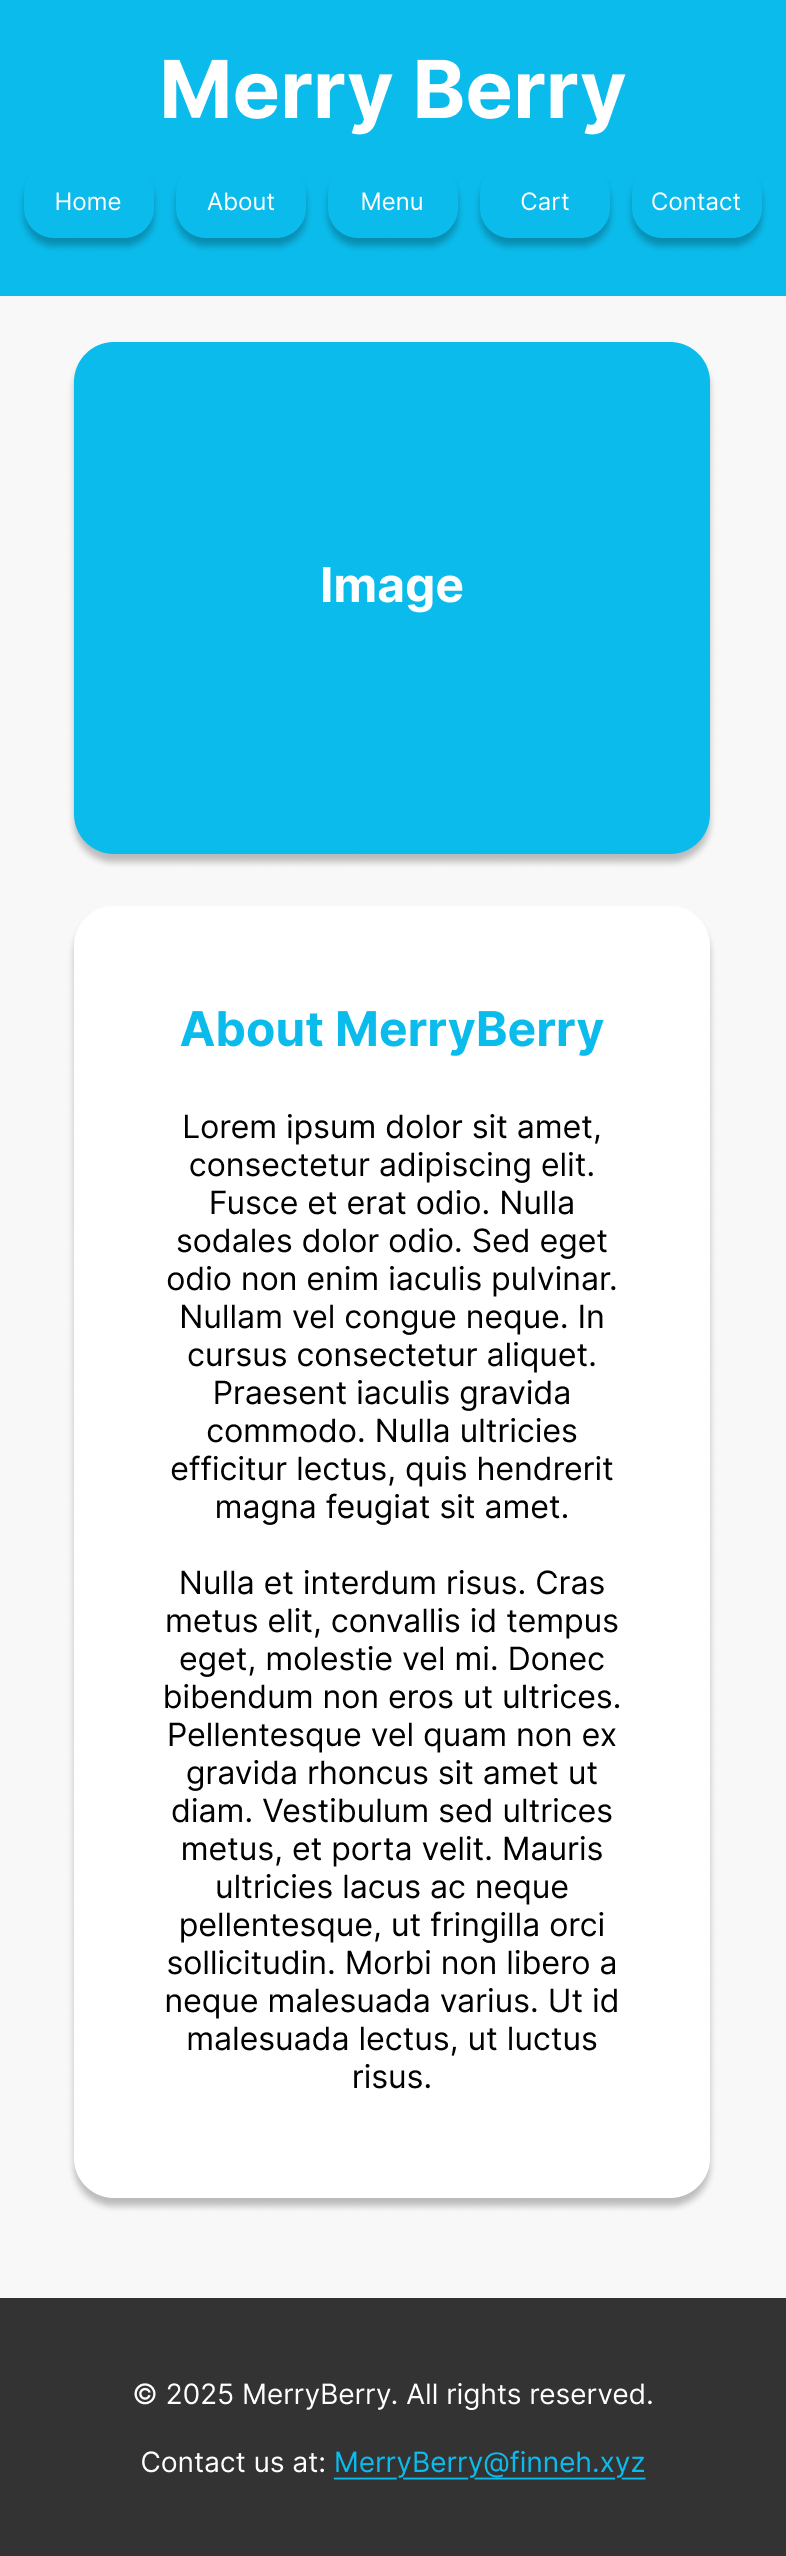 Merry Berry
Home
About
Menu
Cart
Contact
Image
About MerryBerry
Lorem ipsum dolor sit amet,
consectetur adipiscing elit.
Fusce et erat odio. Nulla
sodales dolor odio. Sed eget
odio non enim iaculis pulvinar.
Nullam vel congue neque. In
cursus consectetur aliquet.
Praesent iaculis gravida
commodo. Nulla ultricies
efficitur lectus, quis hendrerit
magna feugiat sit amet.
Nulla et interdum risus. Cras
metus elit, convallis id tempus
eget, molestie vel mi. Donec
bibendum non eros ut ultrices.
Pellentesque vel quam non ex
gravida rhoncus sit amet ut
diam. Vestibulum sed ultrices
metus, et porta velit. Mauris
ultricies lacus ac neque
pellentesque, ut fringilla orci
sollicitudin. Morbi non libero a
neque malesuada varius. Ut id
malesuada lectus, ut luctus
risus.
© 2025 MerryBerry. All rights reserved.
Contact us at: MerryBerry@finneh.xyz